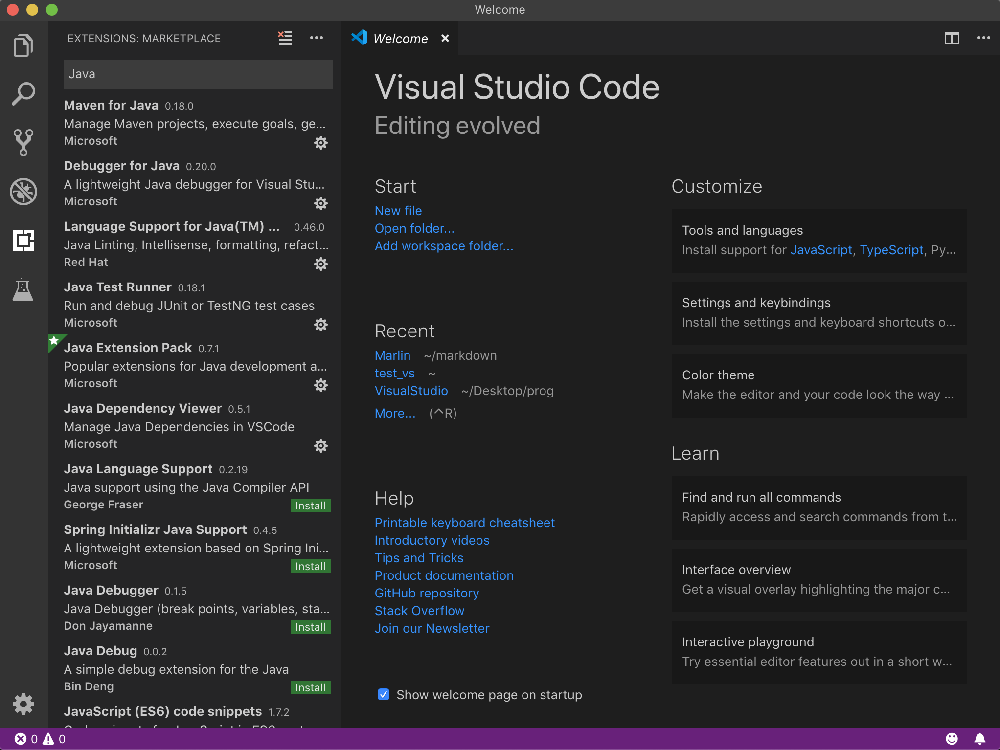 Welcome
EXTENSIONS: MARKETPLACE
Java
Maven for Java 0.18.0
Manage Maven projects, execute goals, ge...
Microsoft
Debugger for Java 0.20.0
A lightweight Java debugger for Visual Stu...
Microsoft
Language Support for Java(TM) ... 0.46.0
Java Linting, Intellisense, formatting, refact...
Red Hat
Java Test Runner 0.18.1
Run and debug JUnit or TestNG test cases
Microsoft
Java Extension Pack 0.7.1
Popular extensions for Java development a...
Microsoft
Java Dependency Viewer 0.5.1
Manage Java Dependencies in VSCode
Microsoft
Java Language Support 0.2.19
Java support using the Java Compiler API
George Fraser Install
Spring Initializr Java Support 0.4.5
A lightweight extension based on Spring Ini...
Microsoft Install
Java Debugger 0.1.5
Java Debugger (break points, variables, sta...
Don Jayamanne Install
Java Debug 0.0.2
A simple debug extension for the Java
Bin Deng Install
JavaScript (ES6) code snippets 1.7.2
Code snippets for JavaScript in ES6 syntax
Welcome
Visual Studio Code
Editing evolved
Start
New file
Open folder...
Add workspace folder...
Recent
Marlin ~/markdown
test_vs ~
VisualStudio ~/Desktop/prog
More... (^R)
Help
Printable keyboard cheatsheet
Introductory videos
Tips and Tricks
Product documentation
GitHub repository
Stack Overflow
Join our Newsletter
Show welcome page on startup
Customize
Tools and languages
Install support for JavaScript, TypeScript, Py...
Settings and keybindings
Install the settings and keyboard shortcuts o...
Color theme
Make the editor and your code look the way ...
Learn
Find and run all commands
Rapidly access and search commands from t...
Interface overview
Get a visual overlay highlighting the major c...
Interactive playground
Try essential editor features out in a short w...
0 0